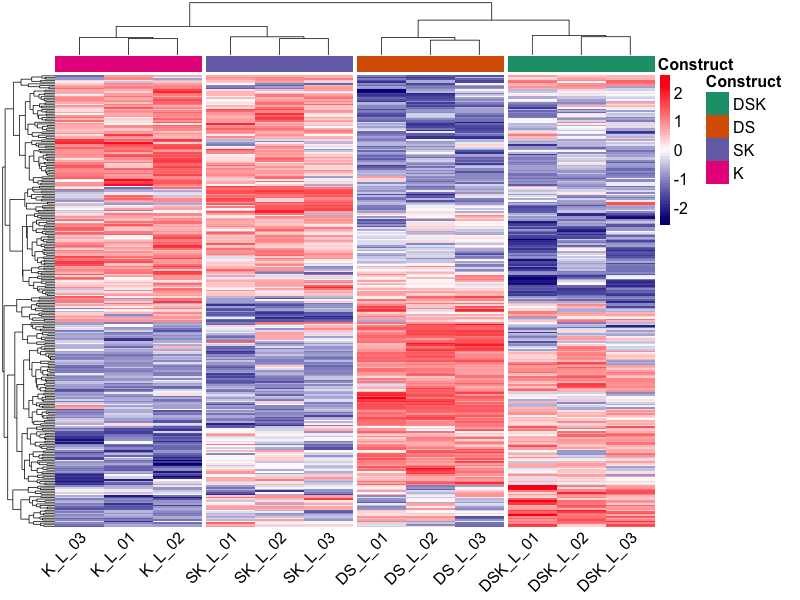 Construct
Construct
2
1
0
-1
-2
DSK
DS
SK
K
K_L_03
K_L_01
K_L_02
SK_L_01
SK_L_02
SK_L_03
DS_L_01
DS_L_02
DS_L_03
DSK_L_01
DSK_L_02
DSK_L_03